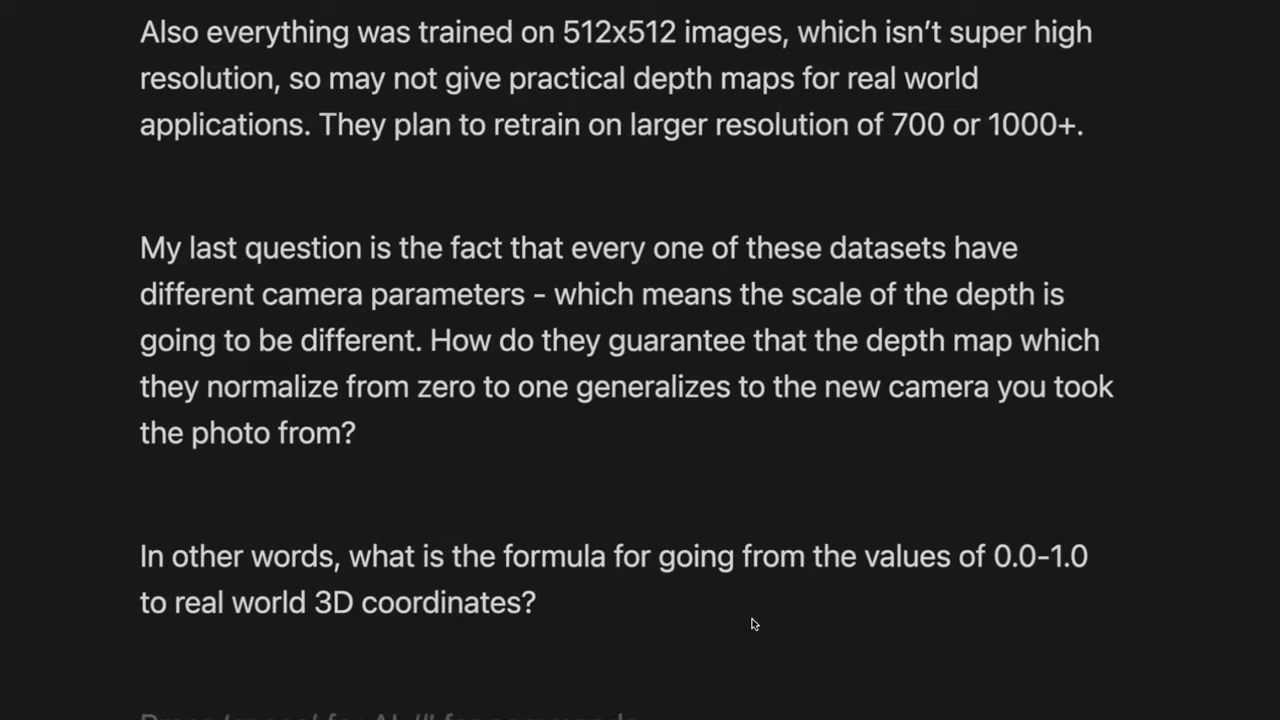 Also everything was trained on 512x512 images, which isn’t super high
resolution, so may not give practical depth maps for real world
applications. They plan to retrain on larger resolution of 700 or 1000+.
My last question is the fact that every one of these datasets have
different camera parameters - which means the scale of the depth is
going to be different. How do they guarantee that the depth map which
they normalize from zero to one generalizes to the new camera you took
the photo from?
In other words, what is the formula for going from the values of 0.0-1.0
to real world 3D coordinates?